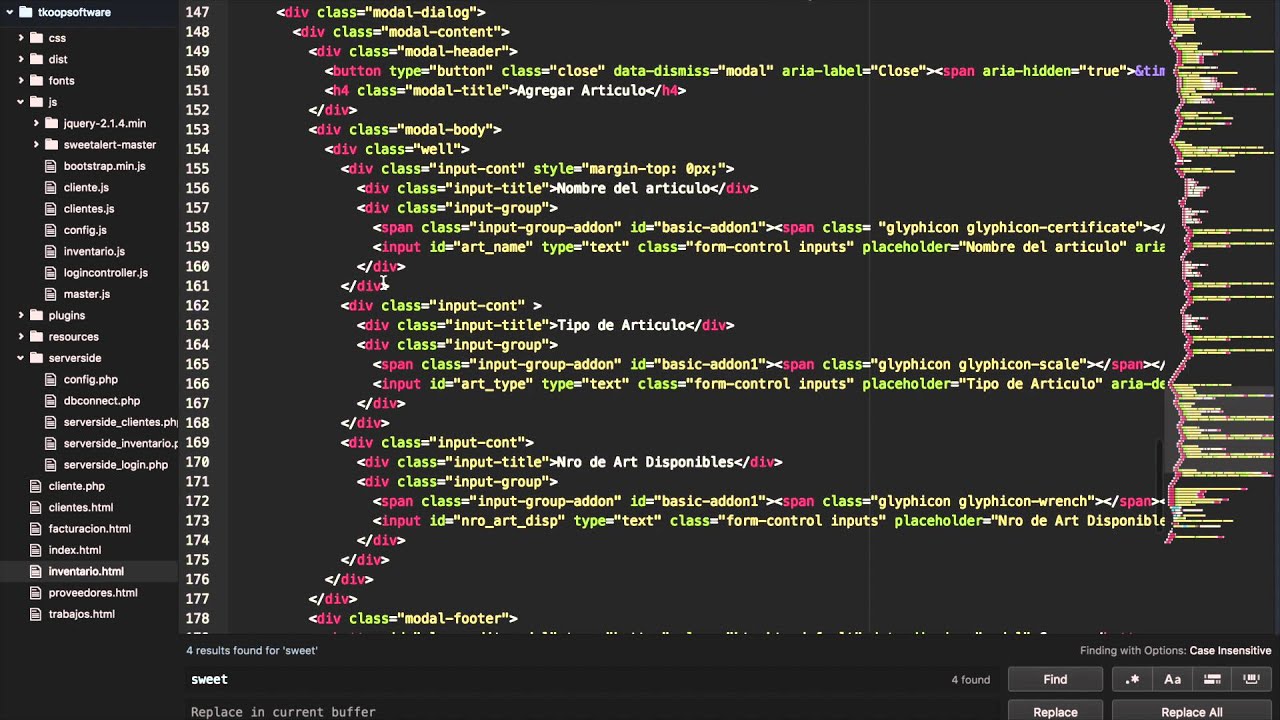 tkoopsoftware
css
dist
fonts
js
jquery-2.1.4.min
sweetalert-master
bootstrap.min.js
cliente.js
clientes.js
config.js
inventario.js
logincontroller.js
master.js
plugins
resources
serverside
config.php
dbconnect.php
serverside_clientes.php
serverside_inventario.p
serverside_login.php
cliente.php
clientes.html
facturacion.html
index.html
inventario.html
proveedores.html
trabajos.html
147 <div class="modal-dialog">
148 <div class="modal-content">
149 <div class="modal-header">
150 <button type="button" class="close" data-dismiss="modal" aria-label="Close"><span aria-hidden="true">&tim
151 <h4 class="modal-title">Agregar Articulo</h4>
152 </div>
153 <div class="modal-body">
154 <div class="well">
155 <div class="input-cont" style="margin-top: 0px;">
156 <div class="input-title">Nombre del articulo</div>
157 <div class="input-group">
158 <span class="input-group-addon" id="basic-addon1"><span class= "glyphicon glyphicon-certificate"></
159 <input id="art_name" type="text" class="form-control inputs" placeholder="Nombre del articulo" aria
160 </div>
161 </div>
162 <div class="input-cont" >
163 <div class="input-title">Tipo de Articulo</div>
164 <div class="input-group">
165 <span class="input-group-addon" id="basic-addon1"><span class="glyphicon glyphicon-scale"></span></
166 <input id="art_type" type="text" class="form-control inputs" placeholder="Tipo de Articulo" aria-de
167 </div>
168 </div>
169 <div class="input-cont">
170 <div class="input-title">Nro de Art Disponibles</div>
171 <div class="input-group">
172 <span class="input-group-addon" id="basic-addon1"><span class="glyphicon glyphicon-wrench"></span><
173 <input id="nro_art_disp" type="text" class="form-control inputs" placeholder="Nro de Art Disponible
174 </div>
175 </div>
176 </div>
177 </div>
178 <div class="modal-footer">
4 results found for 'sweet'
Finding with Options: Case Insensitive
sweet
4 found
Find
.*
Aa
Replace in current buffer
Replace
Replace All